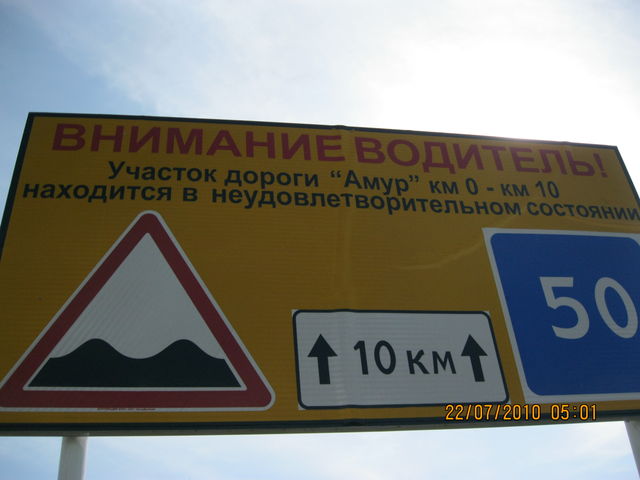 ВНИМАНИЕ ВОДИТЕЛЬ!
Участок дороги "Амур" км 0 - км 10
находится в неудовлетворительном состоянии
50
10 км
22/07/2010 05:01